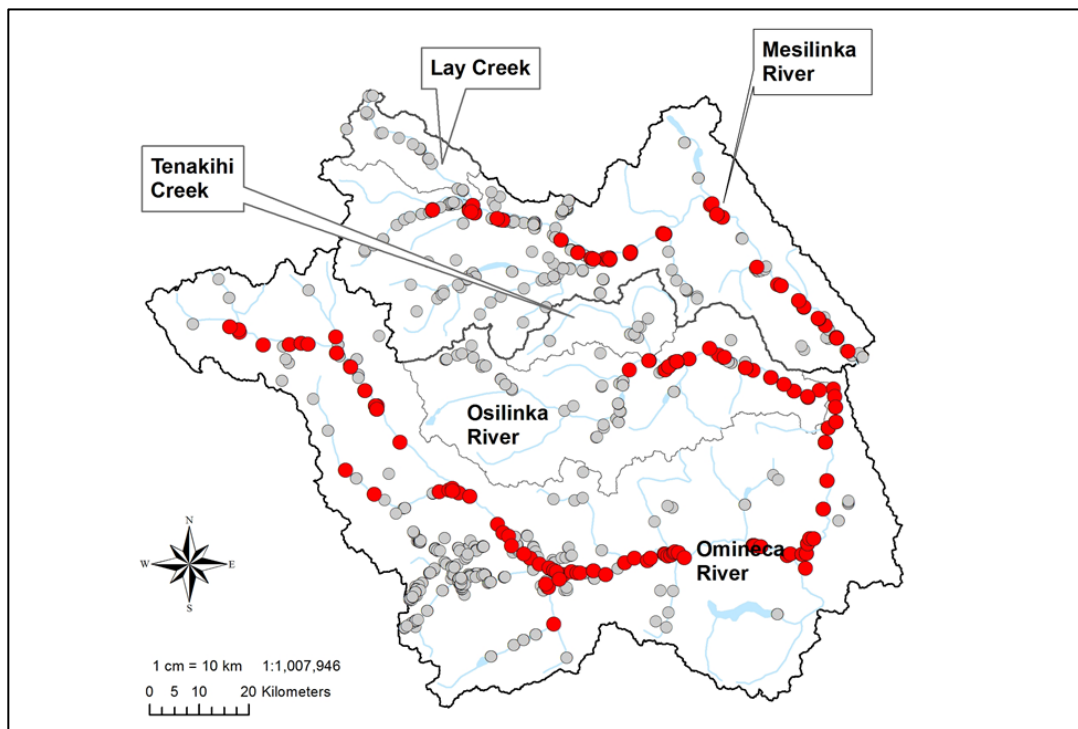 Lay Creek
Mesilinka
River
Tenakihi
Creek
Osilinka
River
Omineca
River
N
W
E
S
1 cm = 10 km 1:1,007,946
0 5 10 20 Kilometers